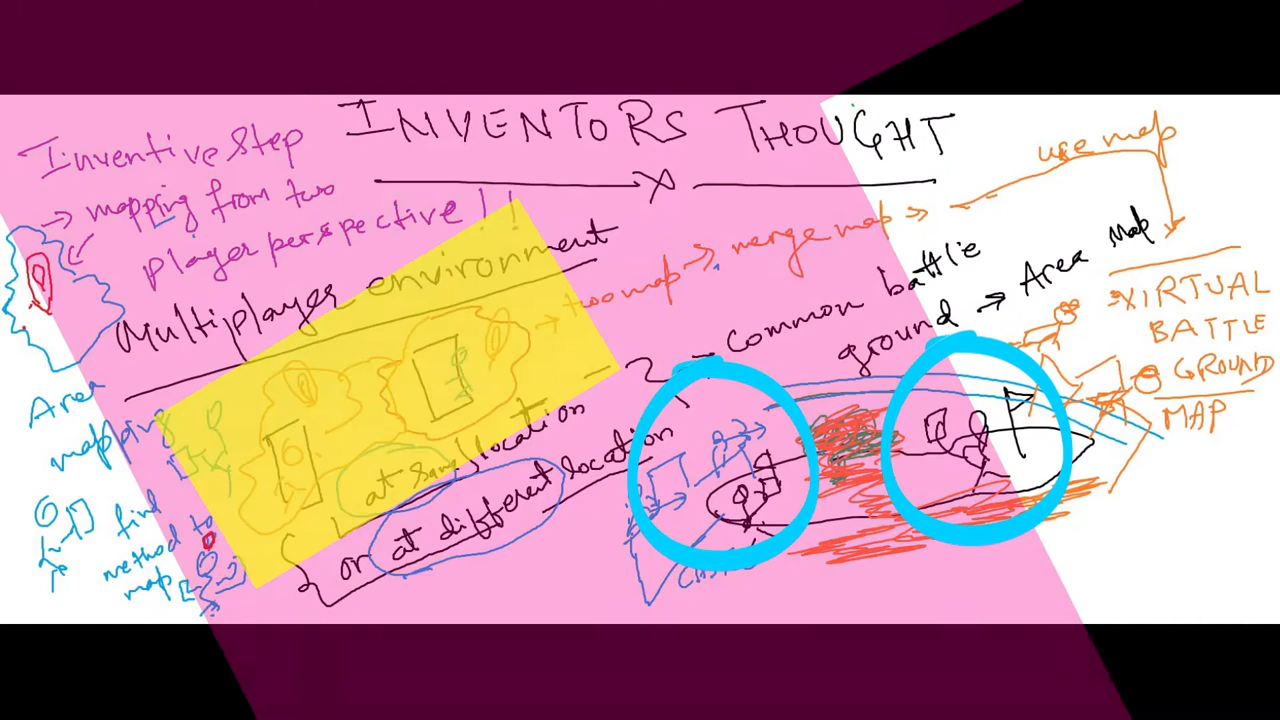 INVENTORS THOUGHT
Inventive Step
→ mapping from two
player perspective!!
Multiplayer environment
→ two map → merge map →
use map
VIRTUAL
BATTLE
GROUND
MAP
→ Common battle
ground → Area Map
at same location
or at different location
Area
mapping
find
method to
map